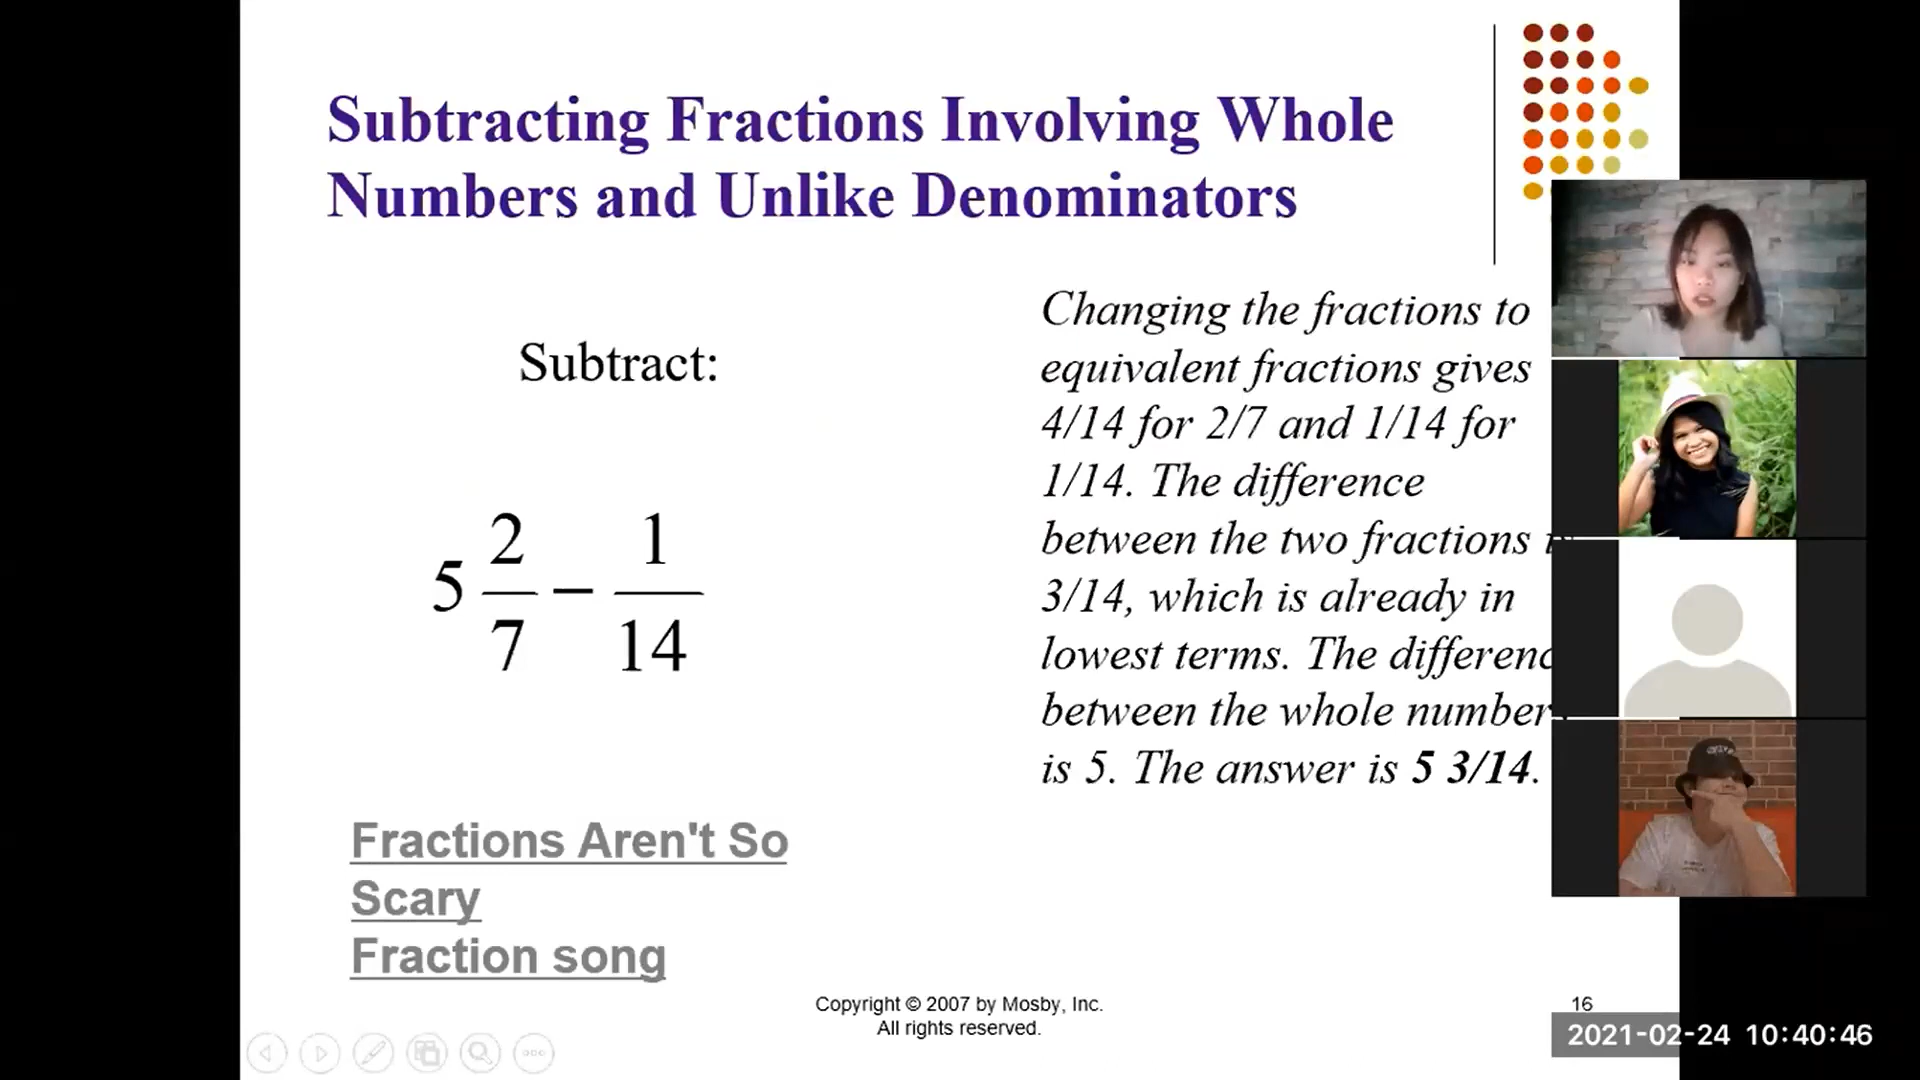 Subtracting Fractions Involving Whole
Numbers and Unlike Denominators
Subtract:
5 2/7 − 1/14
Changing the fractions to
equivalent fractions gives
4/14 for 2/7 and 1/14 for
1/14. The difference
between the two fractions
3/14, which is already in
lowest terms. The
between the whole
is 5. The answer is 5 3/14.
Fractions Aren't So
Scary
Fraction song
Copyright © 2007 by Mosby, Inc.
All rights reserved.
16
2021-02-24 10:40:46